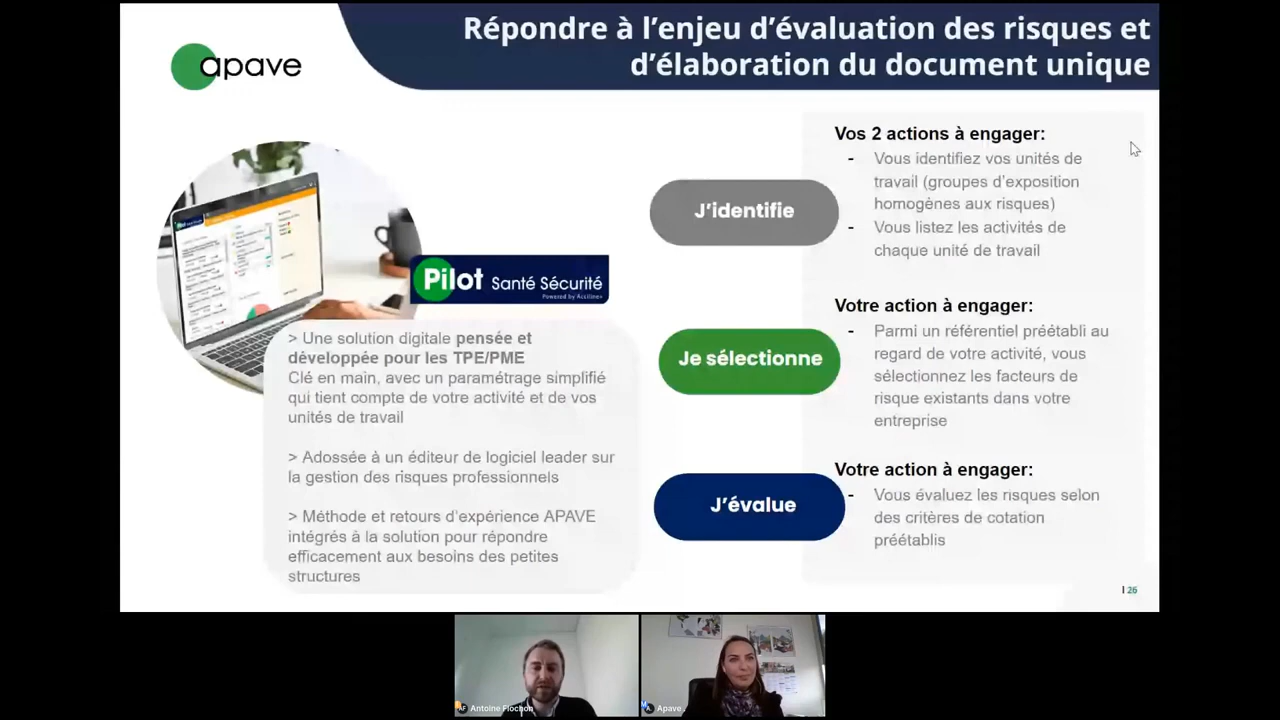 Répondre à l’enjeu d’évaluation des risques et
d’élaboration du document unique
apave
Pilot Santé Sécurité
> Une solution digitale pensée et
développée pour les TPE/PME
Clé en main, avec un paramétrage simplifié
qui tient compte de votre activité et de vos
unités de travail
> Adossée à un éditeur de logiciel leader sur
la gestion des risques professionnels
> Méthode et retours d’expérience APAVE
intégrés à la solution pour répondre
efficacement aux besoins des petites
structures
J’identifie
Vos 2 actions à engager:
- Vous identifiez vos unités de
travail (groupes d’exposition
homogènes aux risques)
- Vous listez les activités de
chaque unité de travail
Je sélectionne
Votre action à engager:
- Parmi un référentiel préétabli au
regard de votre activité, vous
sélectionnez les facteurs de
risque existants dans votre
entreprise
J’évalue
Votre action à engager:
- Vous évaluez les risques selon
des critères de cotation
préétablis
I 26
AF Antoine Flochon
A. Apave